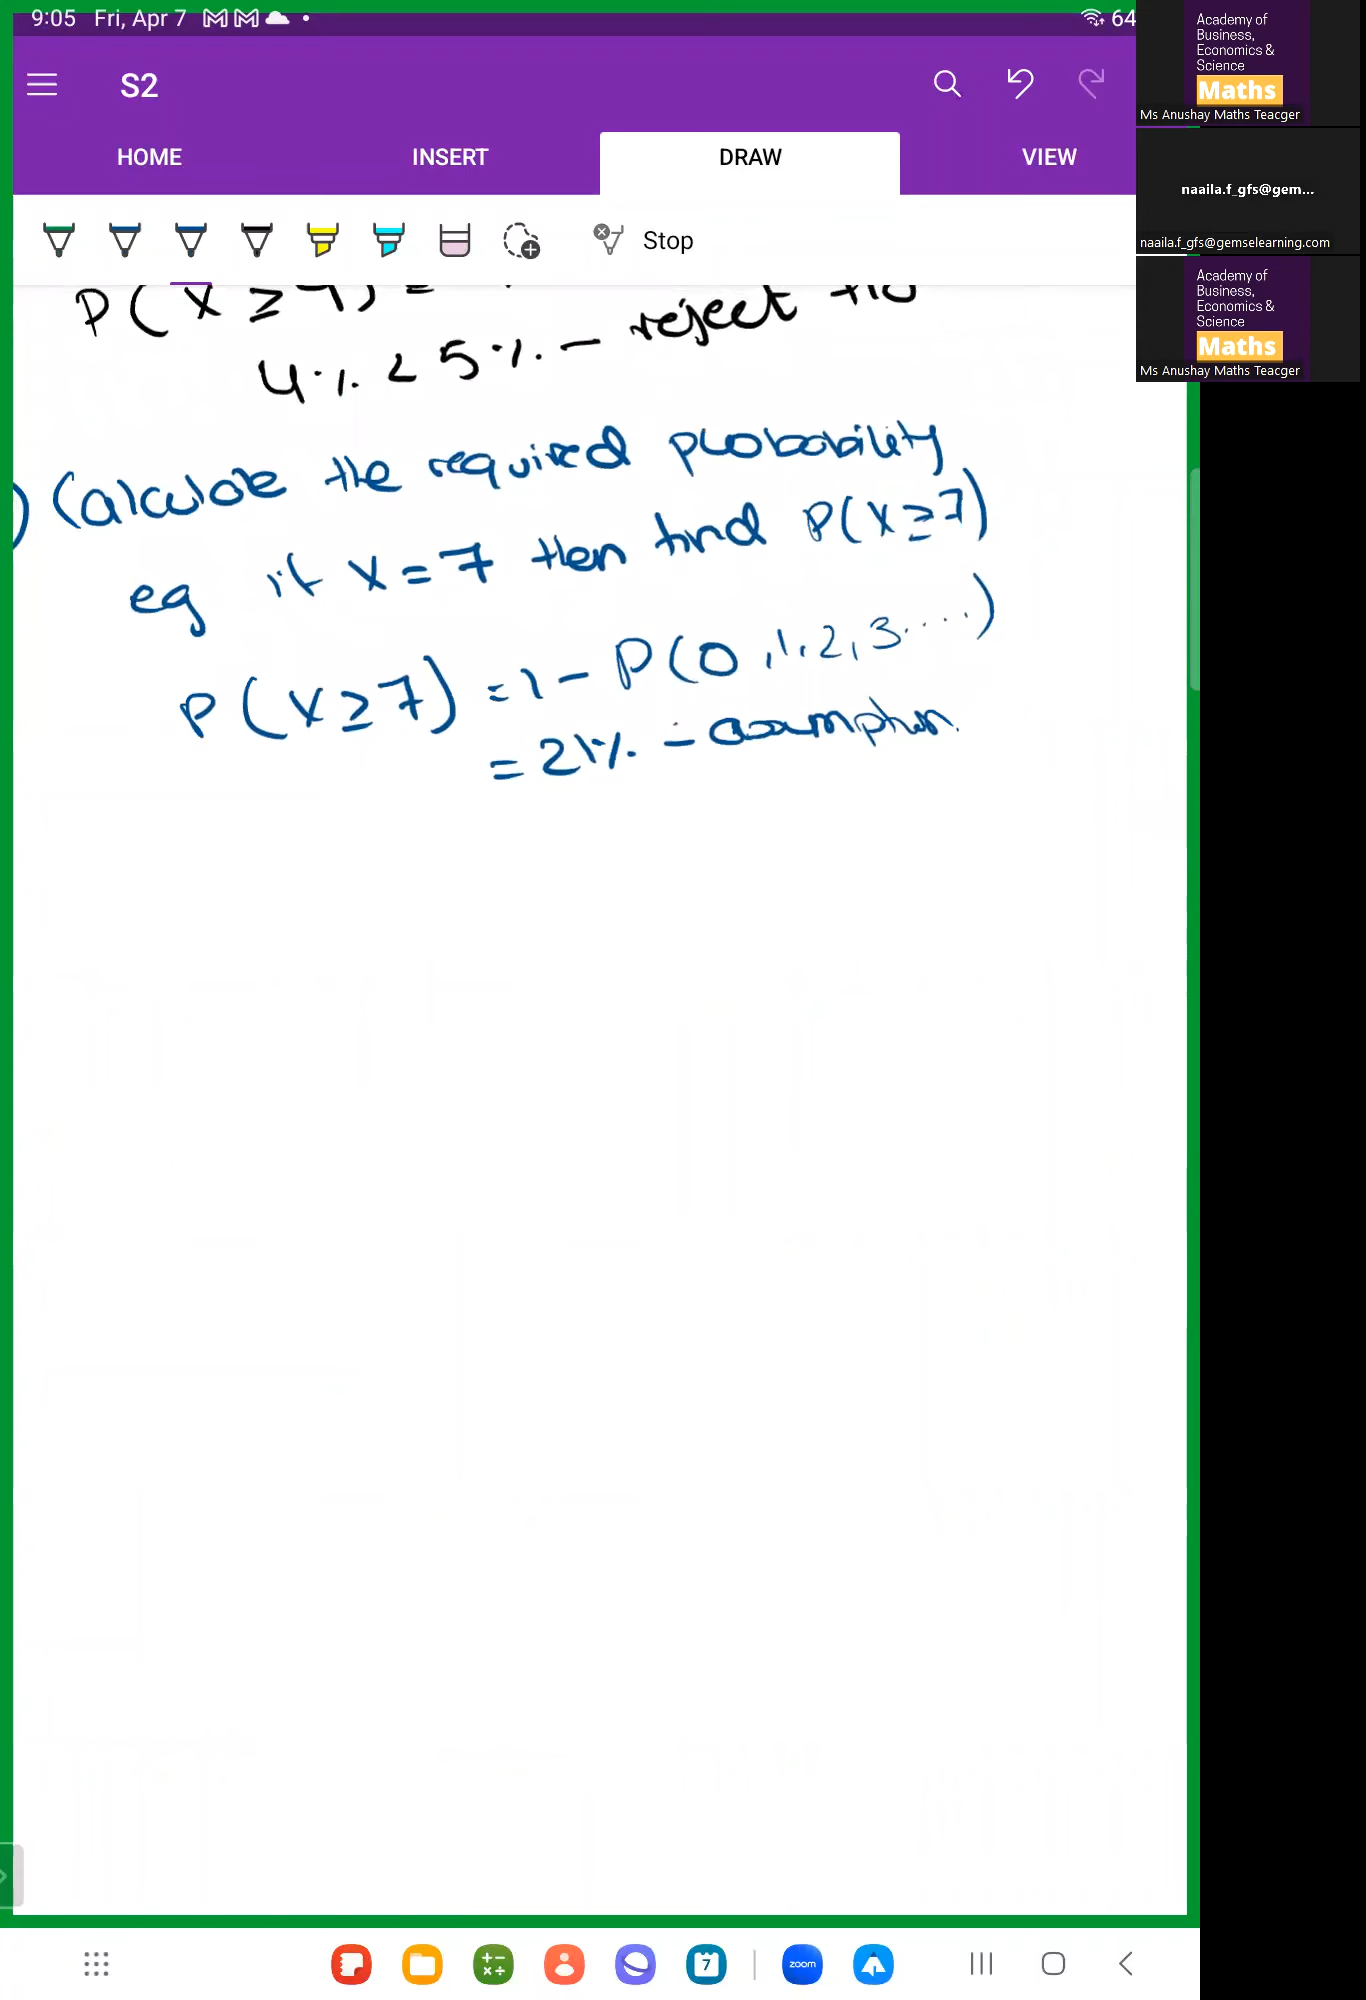 9:05 Fri, Apr 7
64
S2
HOME INSERT DRAW VIEW
Stop
P(X ≥ 4) =
reject Ho
4% < 5% –
) Calculate the required probability
eg if X = 7 then find P(X ≥ 7)
P(X ≥ 7) = 1 - P(0, 1, 2, 3....)
= 21% - assumption.
Academy of
Business,
Economics &
Science
Maths
Ms Anushay Maths Teacger
naaila.f_gfs@gem...
naaila.f_gfs@gemselearning.com
Academy of
Business,
Economics &
Science
Maths
Ms Anushay Maths Teacger
7
zoom